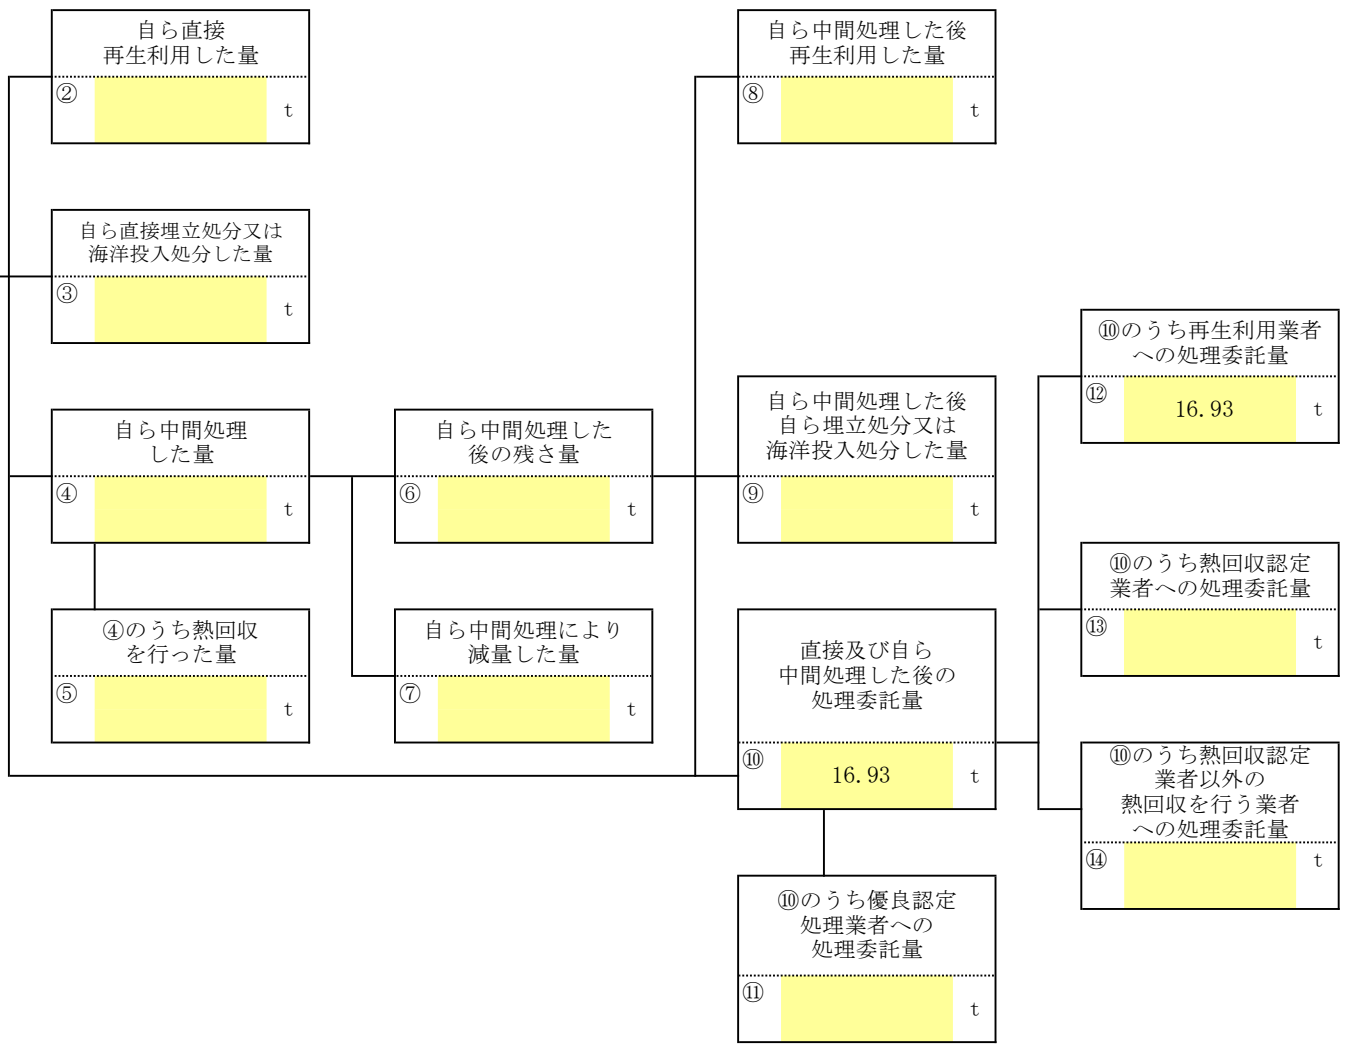 自ら直接
再生利用した量
②
t
自ら中間処理した後
再生利用した量
⑧
t
自ら直接埋立処分又は
海洋投入処分した量
③
t
⑩のうち再生利用業者
への処理委託量
⑫
16.93
t
自ら中間処理
した量
④
t
自ら中間処理した
後の残さ量
⑥
t
自ら中間処理した後
自ら埋立処分又は
海洋投入処分した量
⑨
t
⑩のうち熱回収認定
業者への処理委託量
⑬
t
④のうち熱回収
を行った量
⑤
t
自ら中間処理により
減量した量
⑦
t
直接及び自ら
中間処理した後の
処理委託量
⑩
16.93
t
⑩のうち熱回収認定
業者以外の
熱回収を行う業者
への処理委託量
⑭
t
⑩のうち優良認定
処理業者への
処理委託量
⑪
t